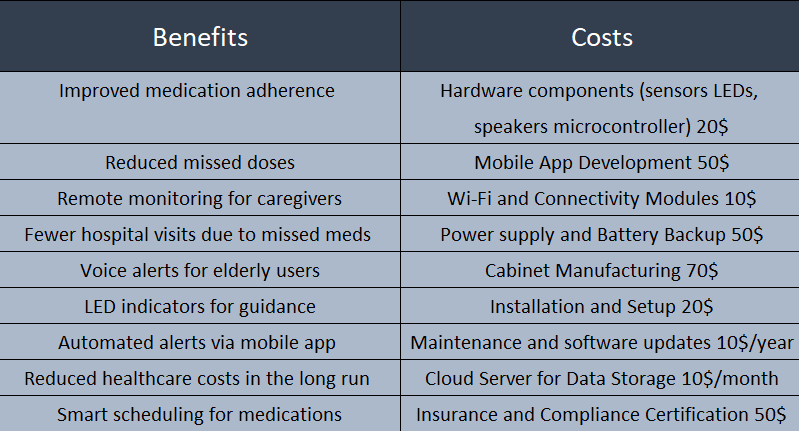 Benefits Costs
Improved medication adherence Hardware components (sensors LEDs,
speakers microcontroller) 20$
Reduced missed doses Mobile App Development 50$
Remote monitoring for caregivers Wi-Fi and Connectivity Modules 10$
Fewer hospital visits due to missed meds Power supply and Battery Backup 50$
Voice alerts for elderly users Cabinet Manufacturing 70$
LED indicators for guidance Installation and Setup 20$
Automated alerts via mobile app Maintenance and software updates 10$/year
Reduced healthcare costs in the long run Cloud Server for Data Storage 10$/month
Smart scheduling for medications Insurance and Compliance Certification 50$